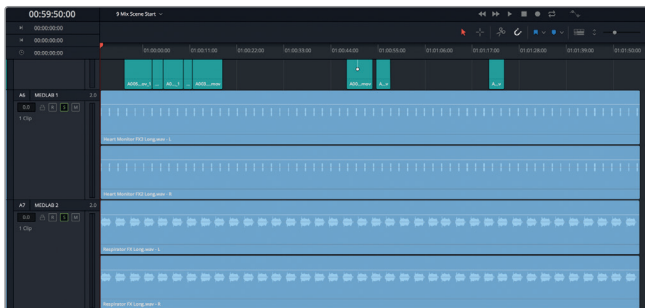 00:59:50:00 9 Mix Scene Start
00:00:00:00
00:00:00:00
00:00:00:00
01:00:00:00 01:00:11:00 01:00:22:00 01:00:33:00 01:00:44:00 01:00:55:00 01:01:06:00 01:01:17:00 01:01:28:00 01:01:39:00 01:01:50:00
A6 MEDLAB 1 2.0
0.0 R S M
1 Clip
Heart Monitor FX3 Long.wav - L
Heart Monitor FX3 Long.wav - R
A7 MEDLAB 2 2.0
0.0 R S M
1 Clip
Respirator FX Long.wav - L
Respirator FX Long.wav - R